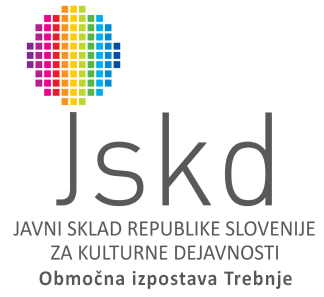 Jskd
JAVNI SKLAD REPUBLIKE SLOVENIJE
ZA KULTURNE DEJAVNOSTI
Območna izpostava Trebnje